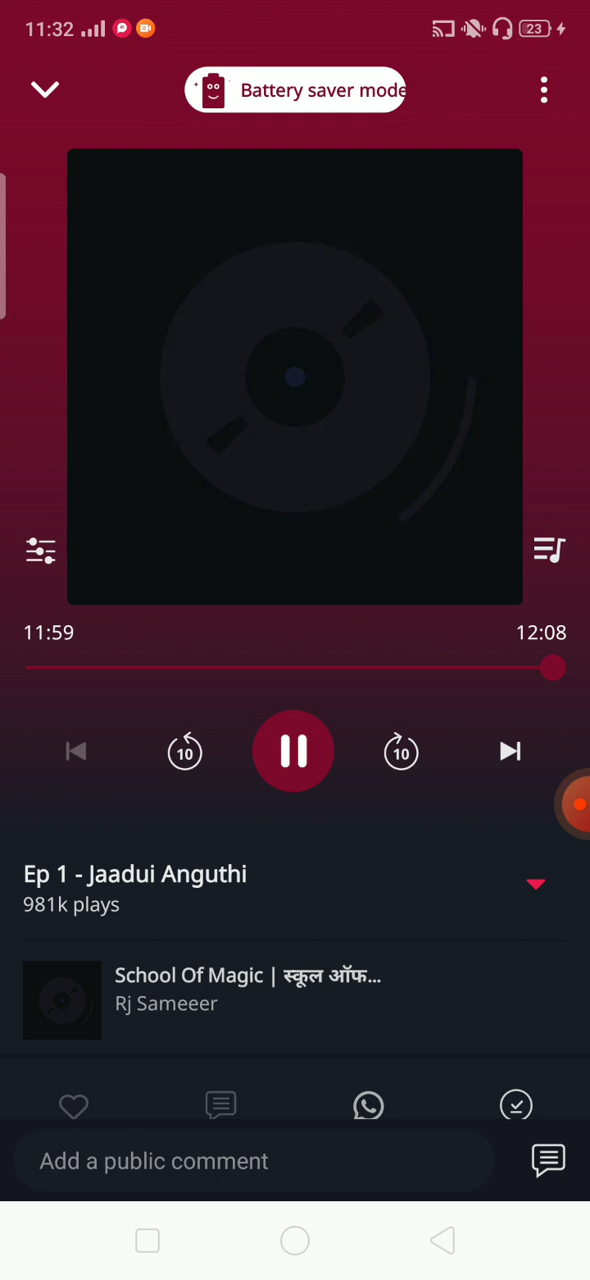 11:32
23
Battery saver mode
11:59
12:08
10
10
Ep 1 - Jaadui Anguthi
981k plays
School Of Magic | स्कूल ऑफ...
Rj Sameeer
Add a public comment